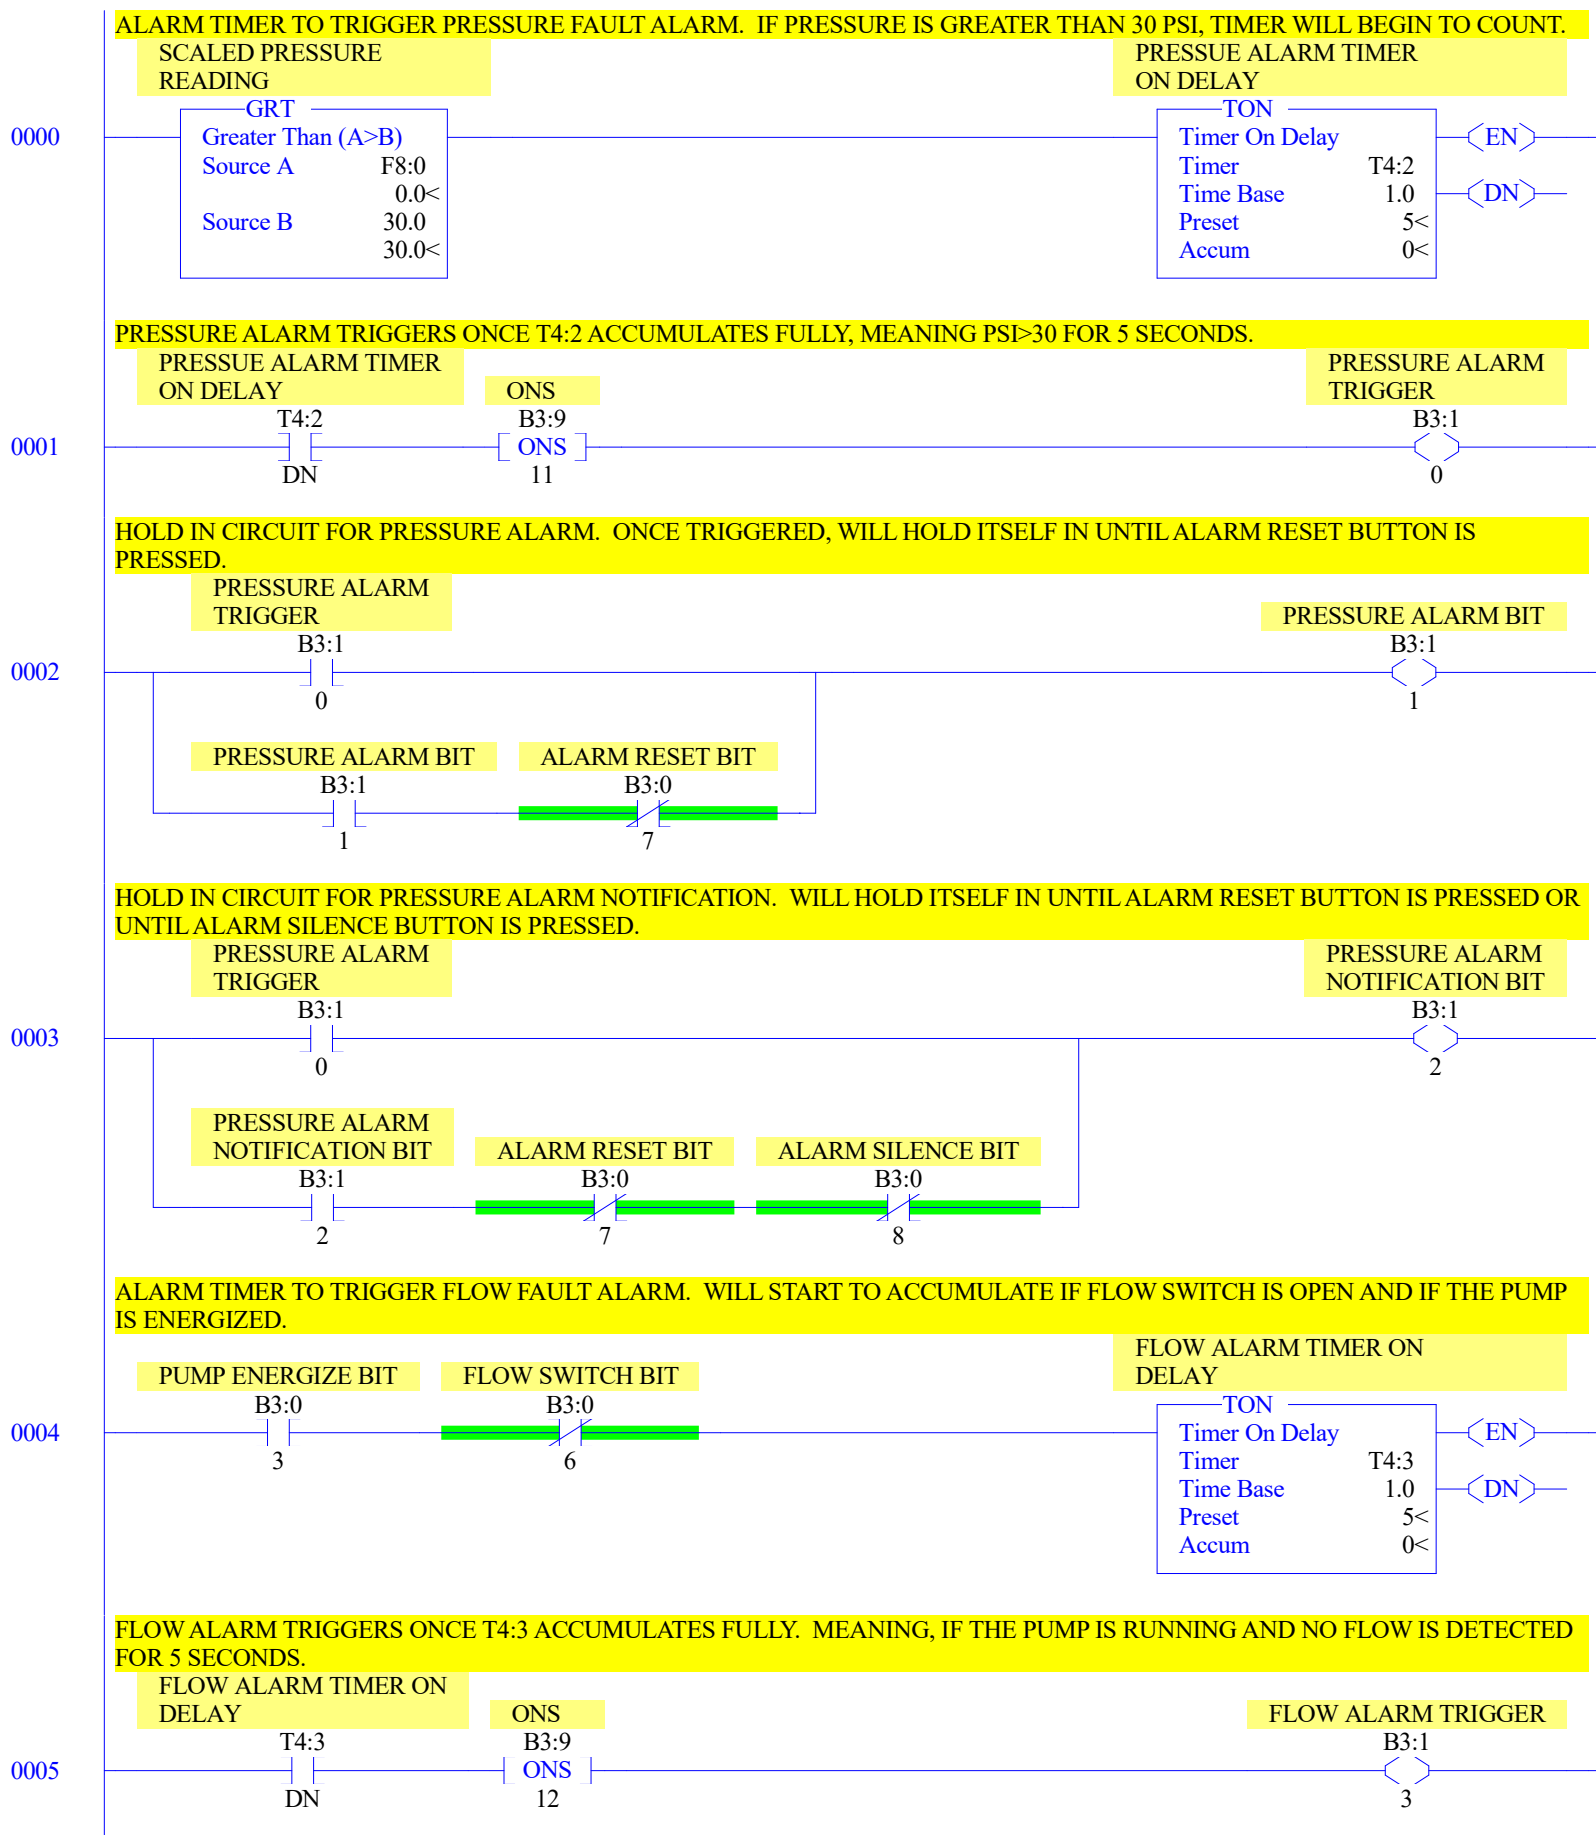 ALARM TIMER TO TRIGGER PRESSURE FAULT ALARM. IF PRESSURE IS GREATER THAN 30 PSI, TIMER WILL BEGIN TO COUNT.
SCALED PRESSURE
READING
PRESSUE ALARM TIMER
ON DELAY
0000
GRT
Greater Than (A>B)
Source A F8:0
0.0<
Source B 30.0
30.0<
TON
Timer On Delay
Timer T4:2
Time Base 1.0
Preset 5<
Accum 0<
EN
DN
PRESSURE ALARM TRIGGERS ONCE T4:2 ACCUMULATES FULLY, MEANING PSI>30 FOR 5 SECONDS.
PRESSUE ALARM TIMER
ON DELAY
T4:2
DN
ONS
B3:9
ONS
11
PRESSURE ALARM
TRIGGER
B3:1
0
0001
HOLD IN CIRCUIT FOR PRESSURE ALARM. ONCE TRIGGERED, WILL HOLD ITSELF IN UNTIL ALARM RESET BUTTON IS
PRESSED.
PRESSURE ALARM
TRIGGER
B3:1
0
PRESSURE ALARM BIT
B3:1
1
0002
PRESSURE ALARM BIT
B3:1
1
ALARM RESET BIT
B3:0
7
HOLD IN CIRCUIT FOR PRESSURE ALARM NOTIFICATION. WILL HOLD ITSELF IN UNTIL ALARM RESET BUTTON IS PRESSED OR
UNTIL ALARM SILENCE BUTTON IS PRESSED.
PRESSURE ALARM
TRIGGER
B3:1
0
PRESSURE ALARM
NOTIFICATION BIT
B3:1
2
0003
PRESSURE ALARM
NOTIFICATION BIT
B3:1
2
ALARM RESET BIT
B3:0
7
ALARM SILENCE BIT
B3:0
8
ALARM TIMER TO TRIGGER FLOW FAULT ALARM. WILL START TO ACCUMULATE IF FLOW SWITCH IS OPEN AND IF THE PUMP
IS ENERGIZED.
PUMP ENERGIZE BIT
B3:0
3
FLOW SWITCH BIT
B3:0
6
FLOW ALARM TIMER ON
DELAY
0004
TON
Timer On Delay
Timer T4:3
Time Base 1.0
Preset 5<
Accum 0<
EN
DN
FLOW ALARM TRIGGERS ONCE T4:3 ACCUMULATES FULLY. MEANING, IF THE PUMP IS RUNNING AND NO FLOW IS DETECTED
FOR 5 SECONDS.
FLOW ALARM TIMER ON
DELAY
T4:3
DN
ONS
B3:9
ONS
12
FLOW ALARM TRIGGER
B3:1
3
0005